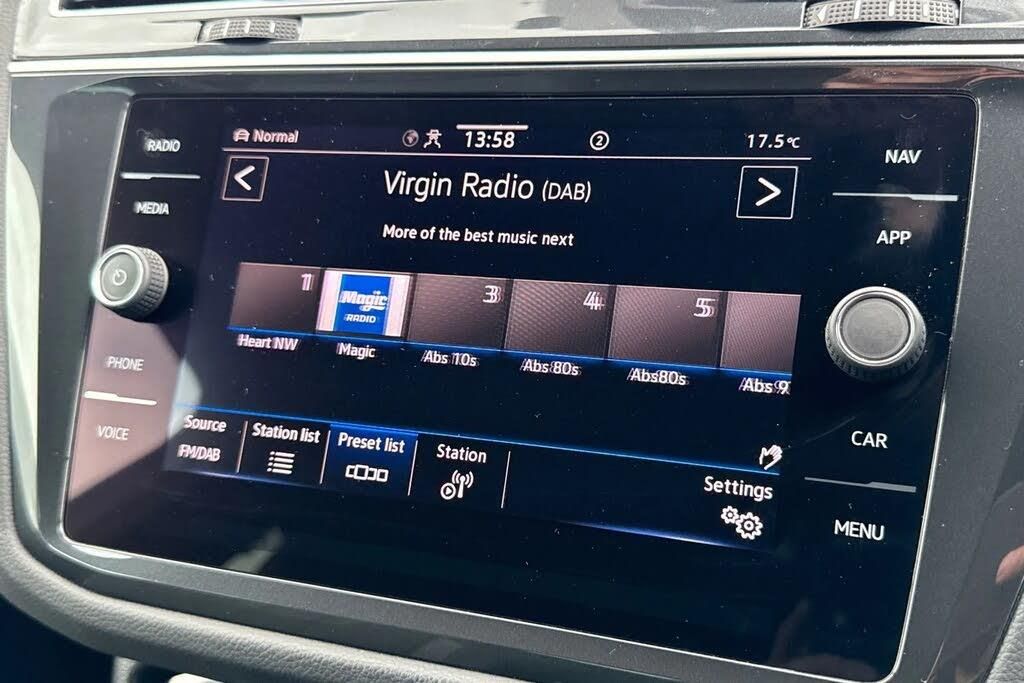 RADIO
MEDIA
PHONE
VOICE
Normal
13:58
2
17.5°C
Virgin Radio (DAB)
More of the best music next
1
Magic
RADIO
3
4
5
Heart NW
Magic
Abs 10s
Abs 80s
Abs80s
Abs 9
Source
FM/DAB
Station list
Preset list
Station
Settings
NAV
APP
CAR
MENU